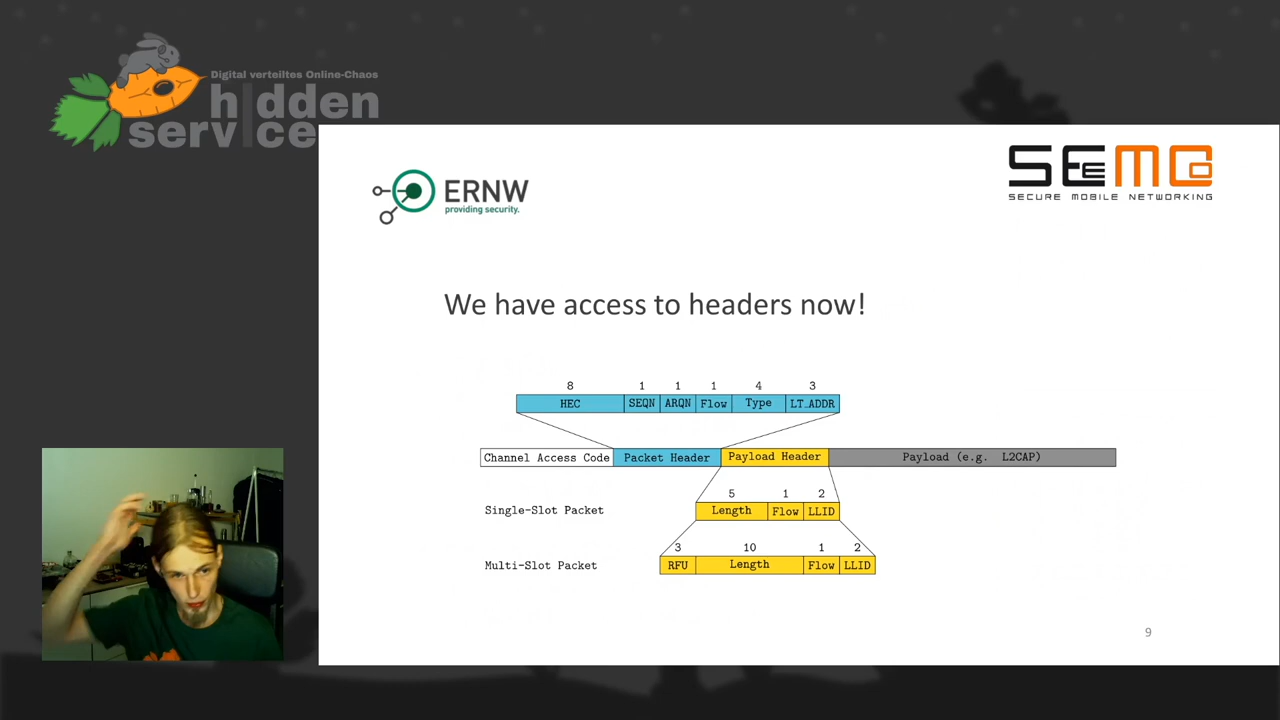 Digital verteiltes Online-Chaos
hidden
service
ERNW
providing security.
SEEMOO
SECURE MOBILE NETWORKING
We have access to headers now!
8 1 1 1 4 3
HEC SEQN ARQN Flow Type LT_ADDR
Channel Access Code Packet Header Payload Header Payload (e.g. L2CAP)
5 1 2
Single-Slot Packet Length Flow LLID
3 10 1 2
Multi-Slot Packet RFU Length Flow LLID
9